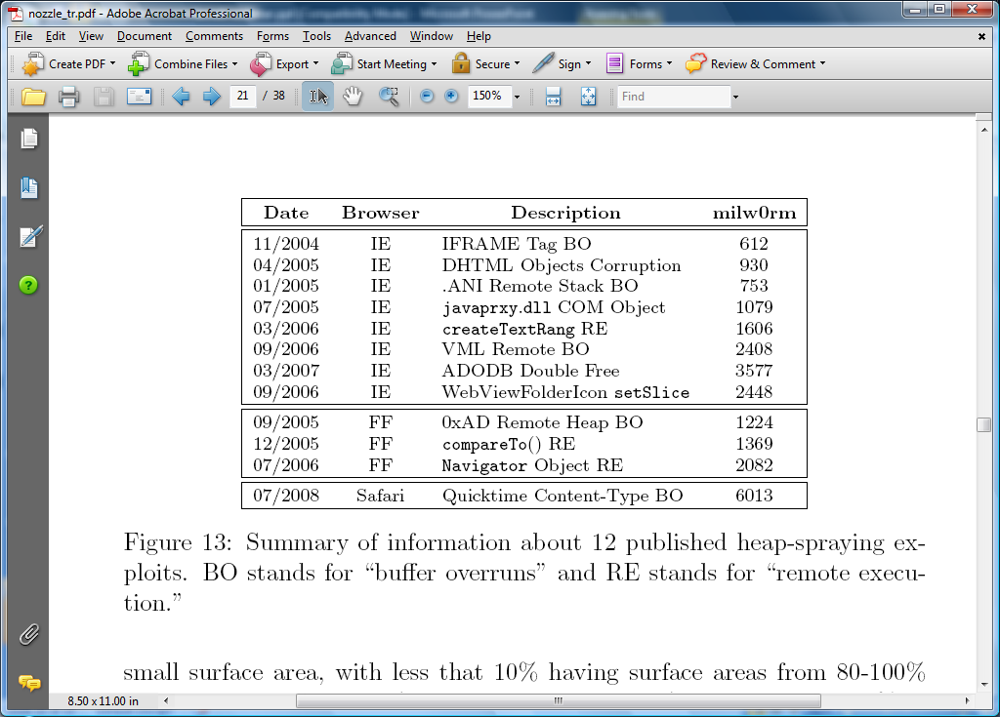 nozzle_tr.pdf - Adobe Acrobat Professional
File Edit View Document Comments Forms Tools Advanced Window Help
Create PDF Combine Files Export Start Meeting Secure Sign Forms Review & Comment
21 / 38 150% Find
Date Browser Description milw0rm
11/2004 IE IFRAME Tag BO 612
04/2005 IE DHTML Objects Corruption 930
01/2005 IE .ANI Remote Stack BO 753
07/2005 IE javaprxy.dll COM Object 1079
03/2006 IE createTextRang RE 1606
09/2006 IE VML Remote BO 2408
03/2007 IE ADODB Double Free 3577
09/2006 IE WebViewFolderIcon setSlice 2448
09/2005 FF 0xAD Remote Heap BO 1224
12/2005 FF compareTo() RE 1369
07/2006 FF Navigator Object RE 2082
07/2008 Safari Quicktime Content-Type BO 6013
Figure 13: Summary of information about 12 published heap-spraying ex-
ploits. BO stands for “buffer overruns” and RE stands for “remote execu-
tion.”
small surface area, with less that 10% having surface areas from 80-100%
8.50 x 11.00 in